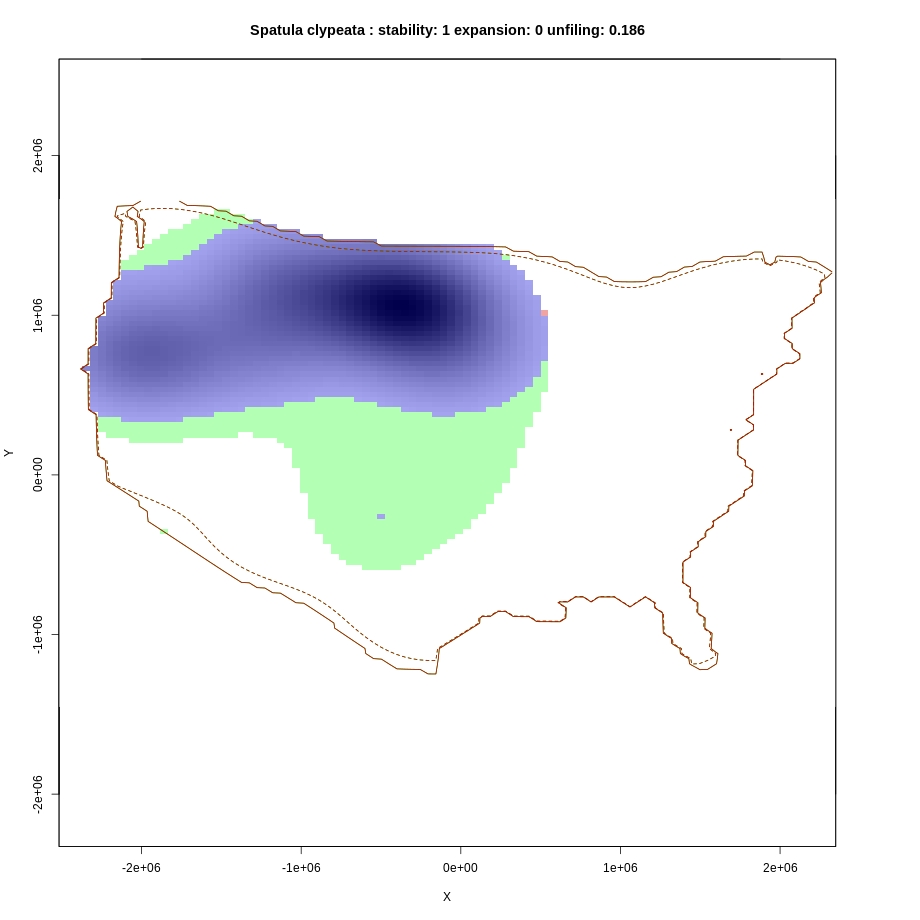 Spatula clypeata : stability: 1 expansion: 0 unfiling: 0.186
2e+06
1e+06
0e+00
-1e+06
-2e+06
Y
-2e+06 -1e+06 0e+00 1e+06 2e+06
X